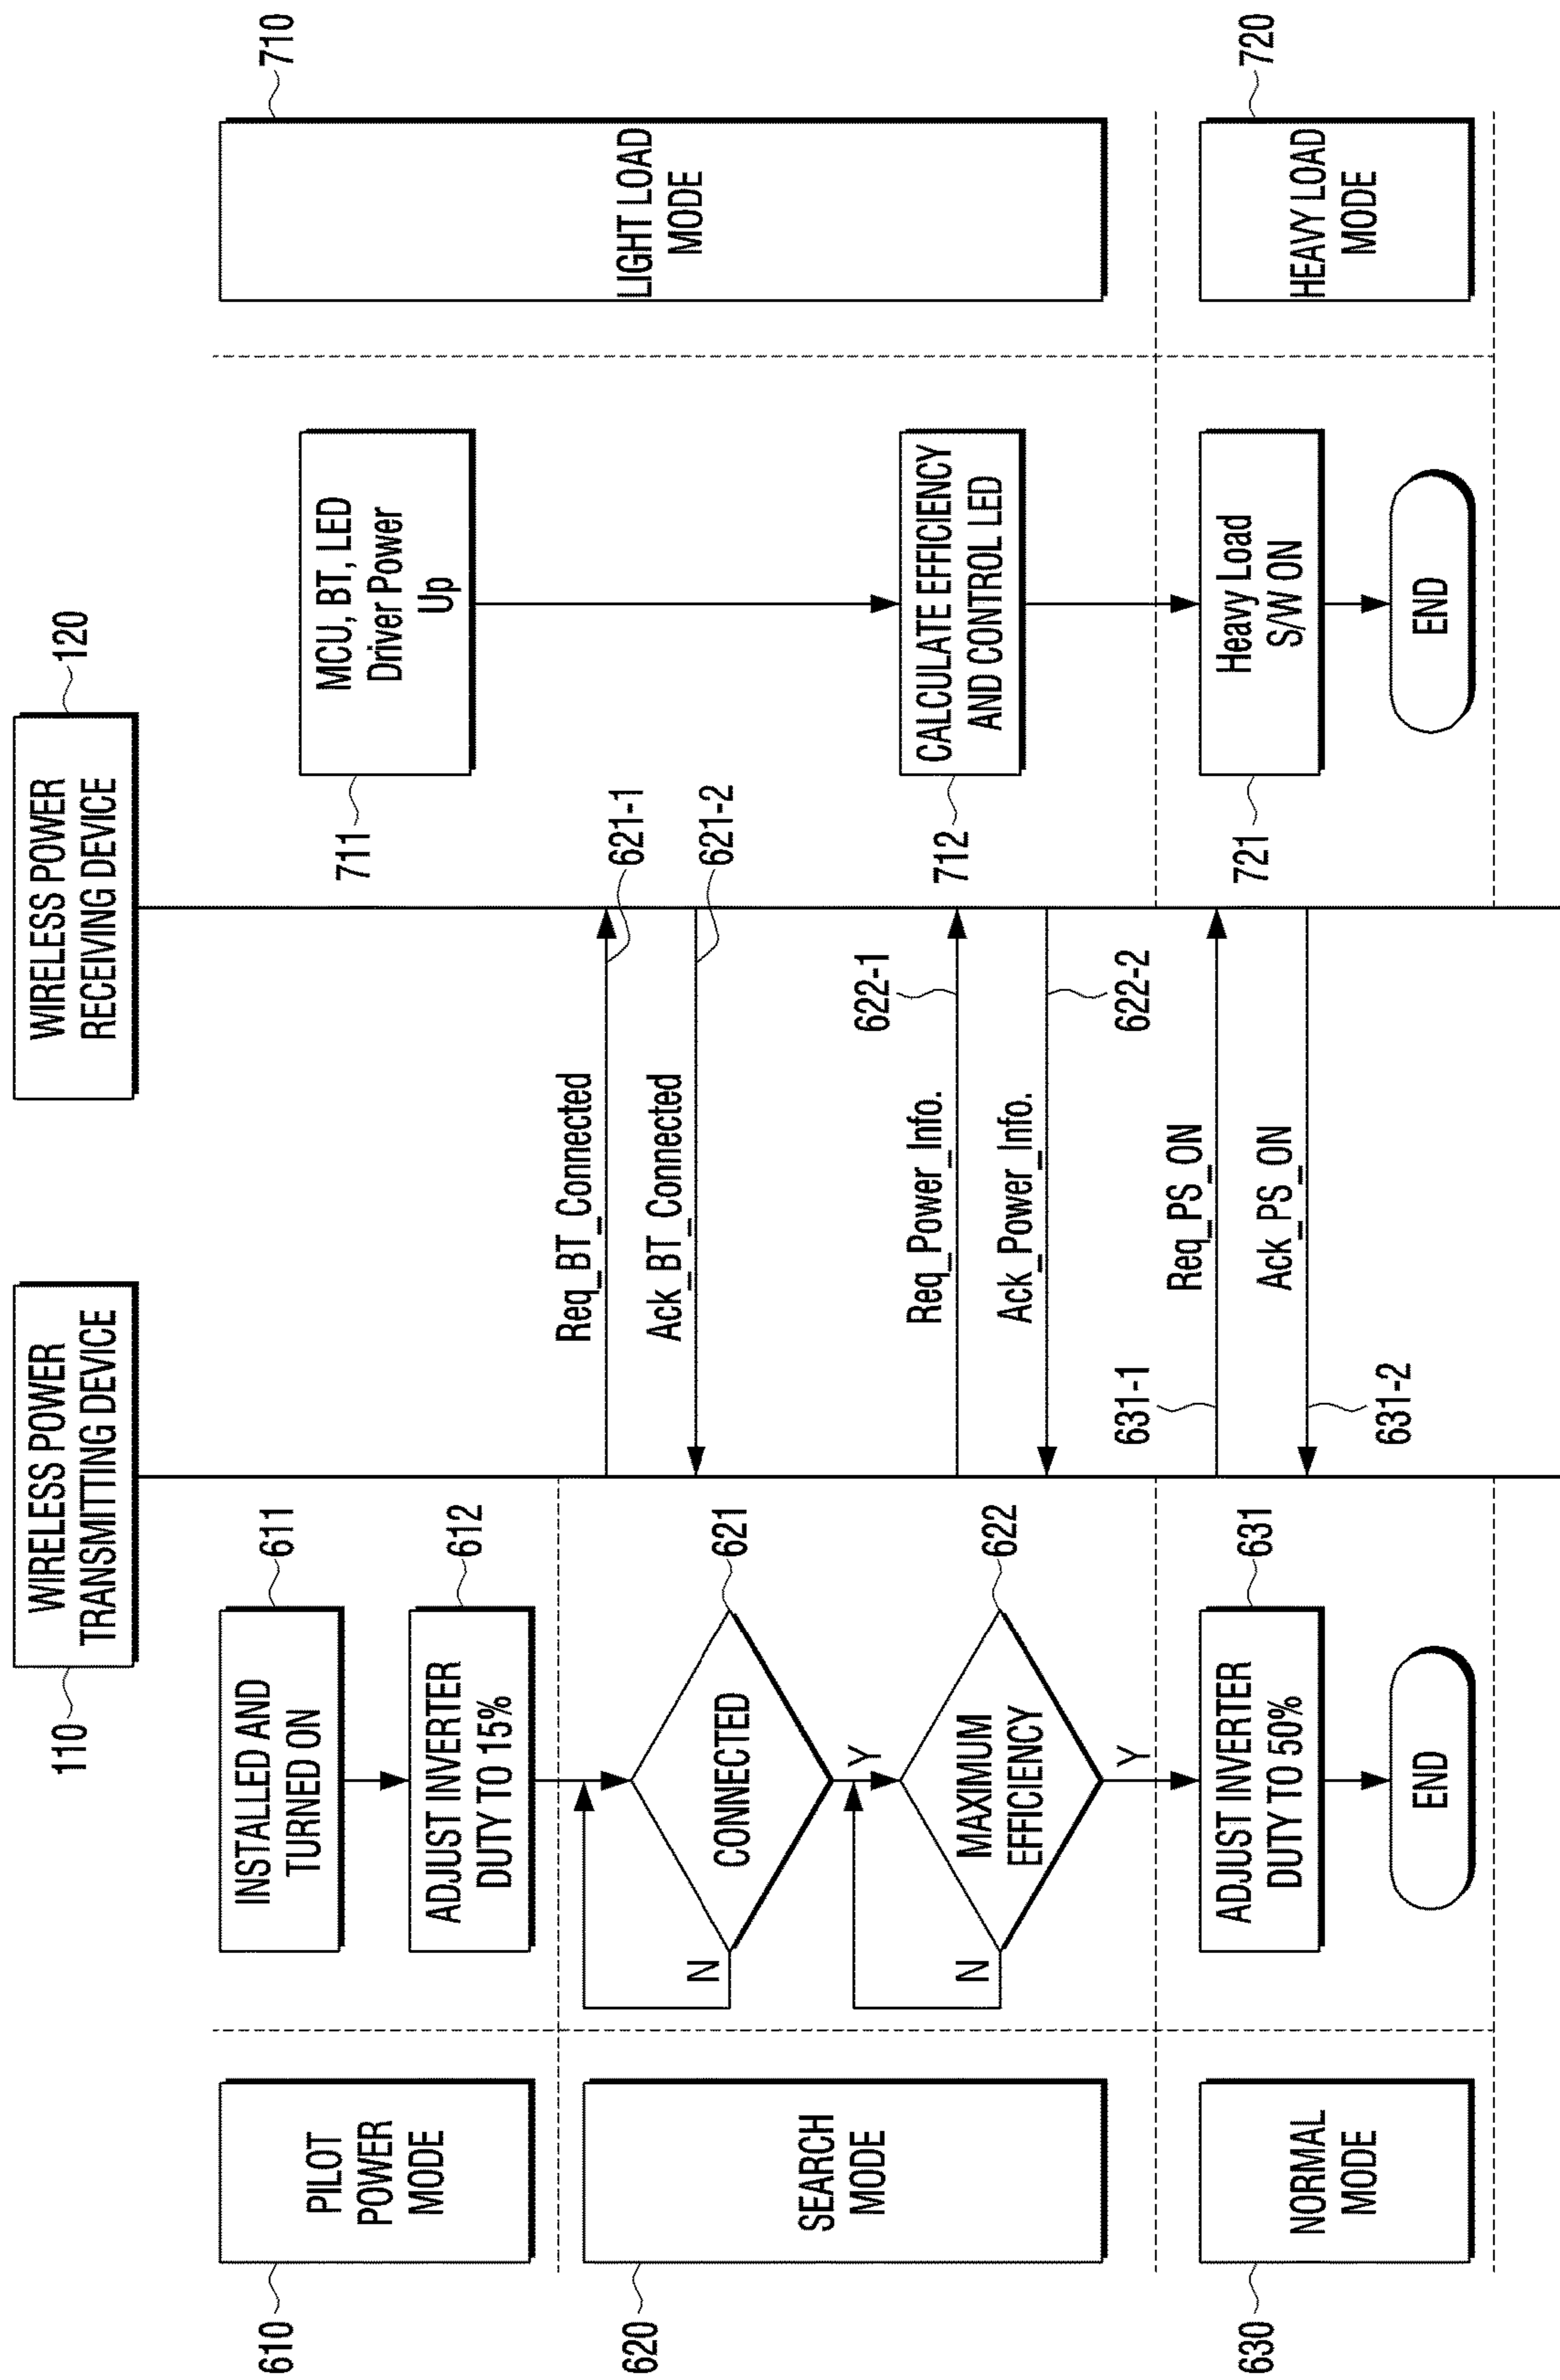 110
WIRELESS POWER
TRANSMITTING DEVICE
WIRELESS POWER
RECEIVING DEVICE
120
610
PILOT
POWER
MODE
INSTALLED AND
TURNED ON
611
ADJUST INVERTER
DUTY TO 15%
612
711
MCU, BT, LED
Driver Power
Up
LIGHT LOAD
MODE
710
620
SEARCH
MODE
N
CONNECTED
621
Y
Req_BT_Connected
621-1
Ack_BT_Connected
621-2
N
MAXIMUM
EFFICIENCY
622
Y
Req_Power_Info.
622-1
Ack_Power_Info.
622-2
712
CALCULATE EFFICIENCY
AND CONTROL LED
630
NORMAL
MODE
ADJUST INVERTER
DUTY TO 50%
631
END
631-1
Req_PS_ON
Ack_PS_ON
631-2
721
Heavy Load
S/W ON
END
HEAVY LOAD
MODE
720